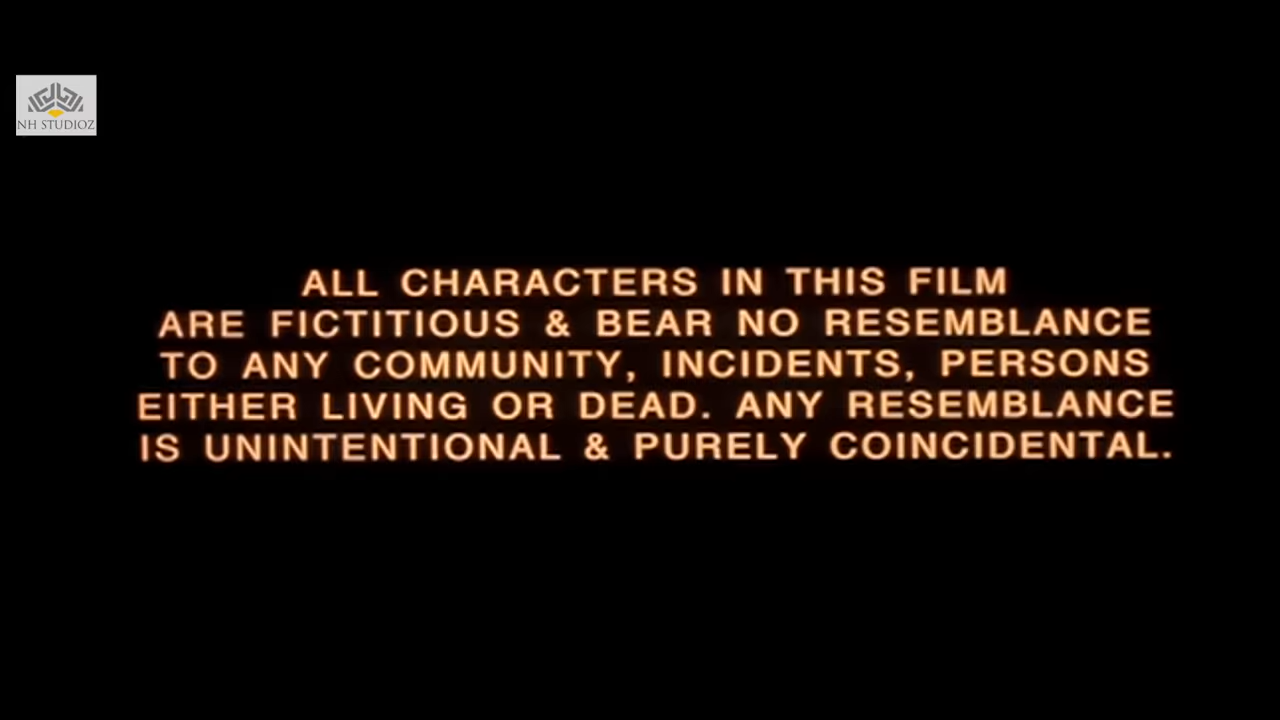 NH STUDIOZ
ALL CHARACTERS IN THIS FILM
ARE FICTITIOUS & BEAR NO RESEMBLANCE
TO ANY COMMUNITY, INCIDENTS, PERSONS
EITHER LIVING OR DEAD. ANY RESEMBLANCE
IS UNINTENTIONAL & PURELY COINCIDENTAL.